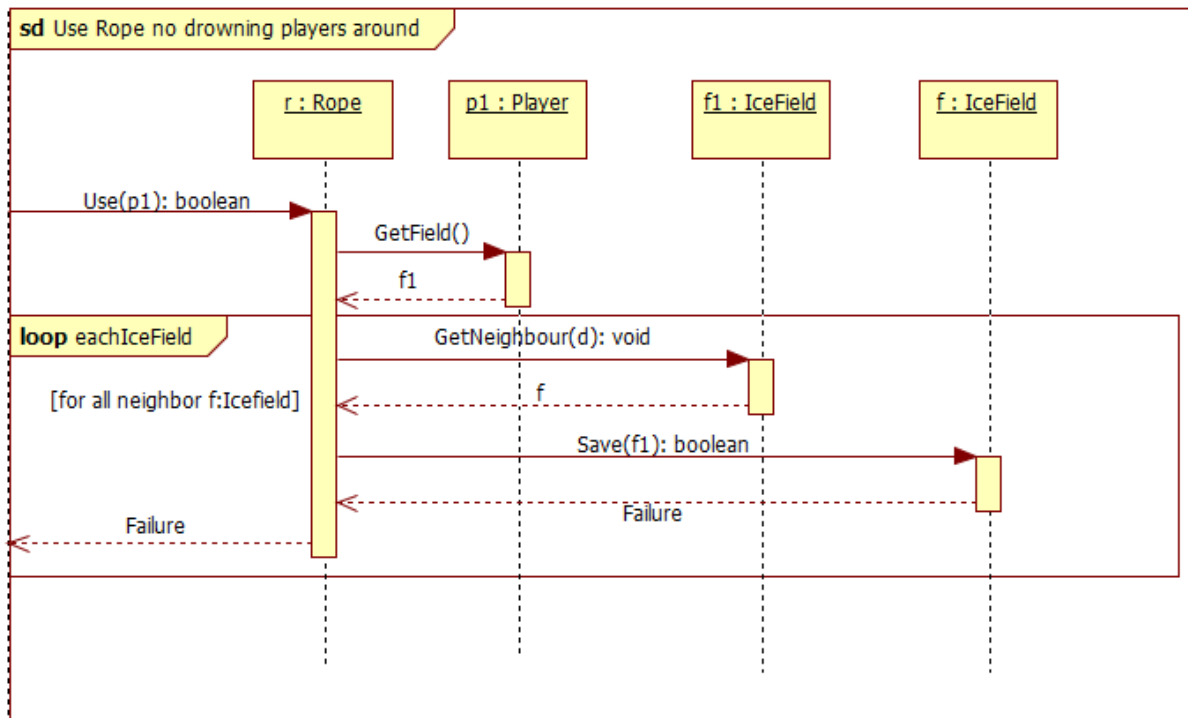 sd Use Rope no drowning players around
r : Rope
p1 : Player
f1 : IceField
f : IceField
Use(p1): boolean
GetField()
f1
loop eachIceField
GetNeighbour(d): void
[for all neighbor f:Icefield]
f
Save(f1): boolean
Failure
Failure